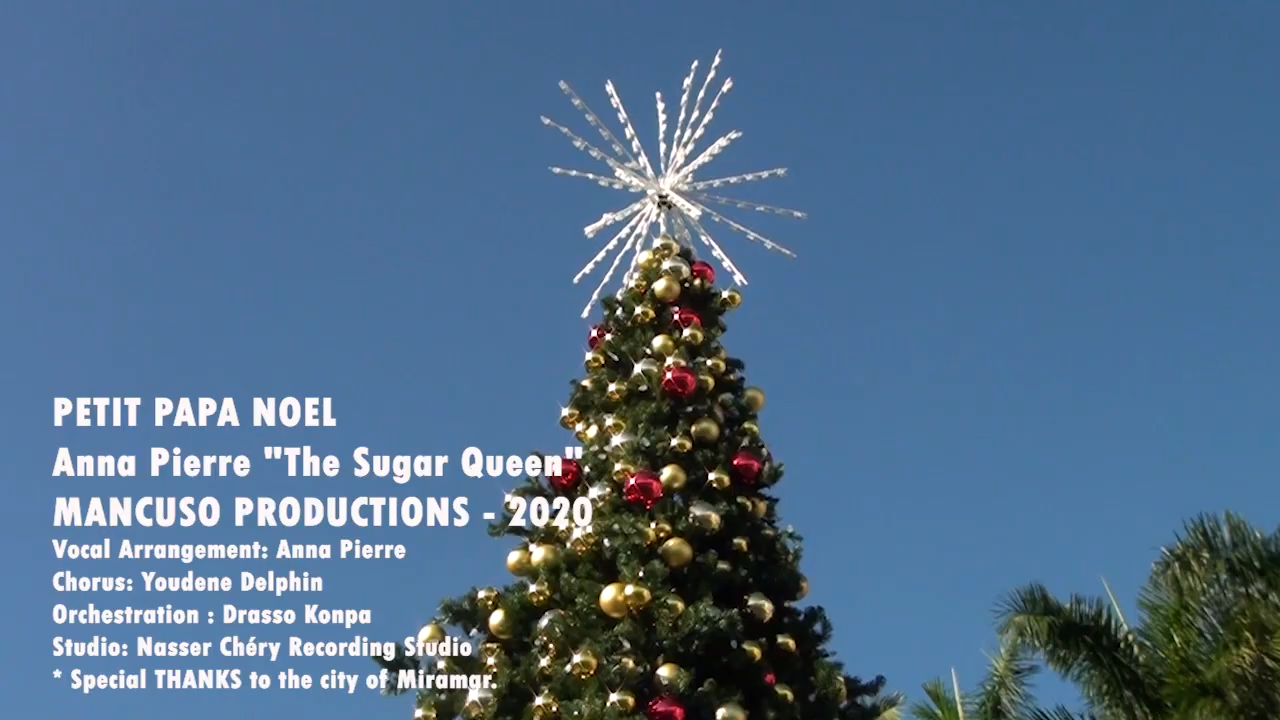 PETIT PAPA NOEL
Anna Pierre "The Sugar Queen"
MANCUSO PRODUCTIONS - 2020
Vocal Arrangement: Anna Pierre
Chorus: Youdene Delphin
Orchestration : Drasso Konpa
Studio: Nasser Chéry Recording Studio
* Special THANKS to the city of Miramar.